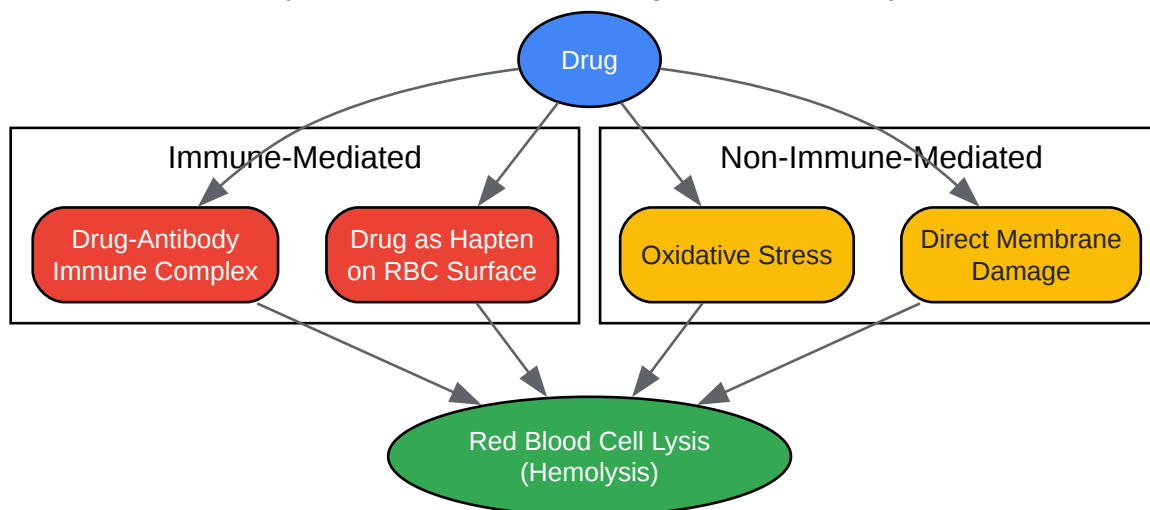 Drug
Immune-Mediated
Non-Immune-Mediated
Drug-Antibody
Immune Complex
Drug as Hapten
on RBC Surface
Oxidative Stress
Direct Membrane
Damage
Red Blood Cell Lysis
(Hemolysis)